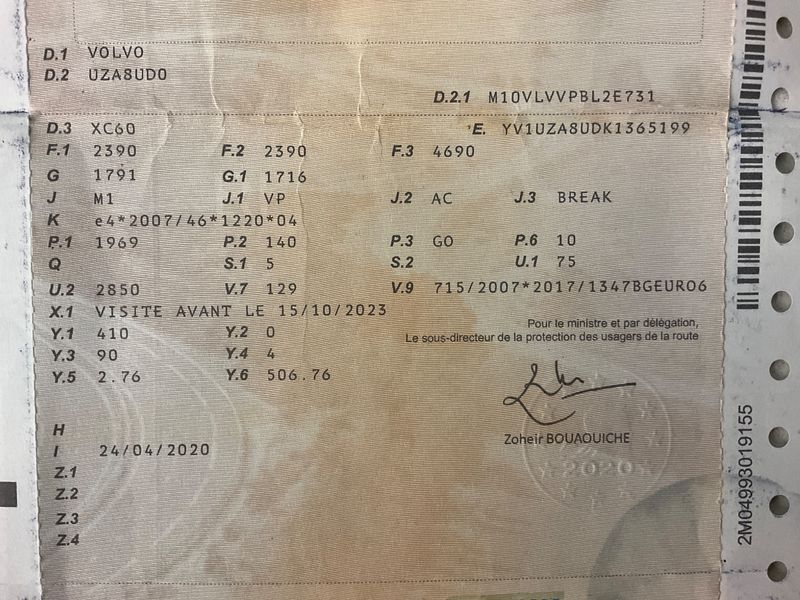 D.1 VOLVO
D.2 UZA8UD0
D.2.1 M10VLVVPBL2E731
D.3 XC60 E. YV1UZA8UDK1365199
F.1 2390 F.2 2390 F.3 4690
G 1791 G.1 1716
J M1 J.1 VP J.2 AC J.3 BREAK
K e4*2007/46*1220*04
P.1 1969 P.2 140 P.3 GO P.6 10
Q S.1 5 S.2 U.1 75
U.2 2850 V.7 129 V.9 715/2007*2017/1347BGEURO6
X.1 VISITE AVANT LE 15/10/2023
Y.1 410 Y.2 0
Pour le ministre et par délégation,
Le sous-directeur de la protection des usagers de la route
Y.3 90 Y.4 4
Y.5 2.76 Y.6 506.76
Zoheir BOUAOUICHE
2020
H
I 24/04/2020
Z.1
Z.2
Z.3
Z.4
2M04993019155